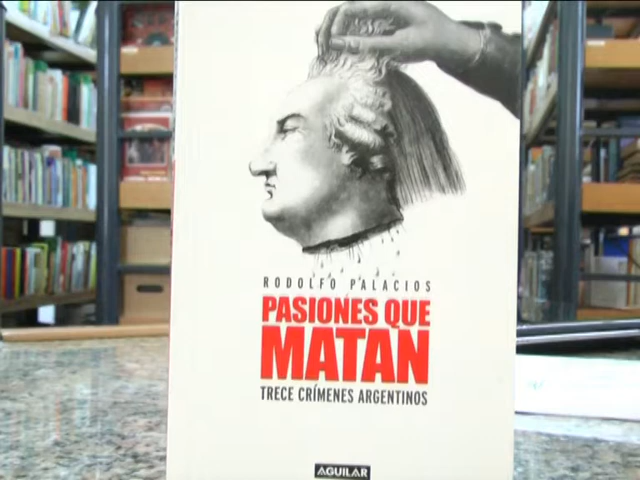 RODOLFO PALACIOS
PASIONES QUE
MATAN
TRECE CRÍMENES ARGENTINOS
AGUILAR